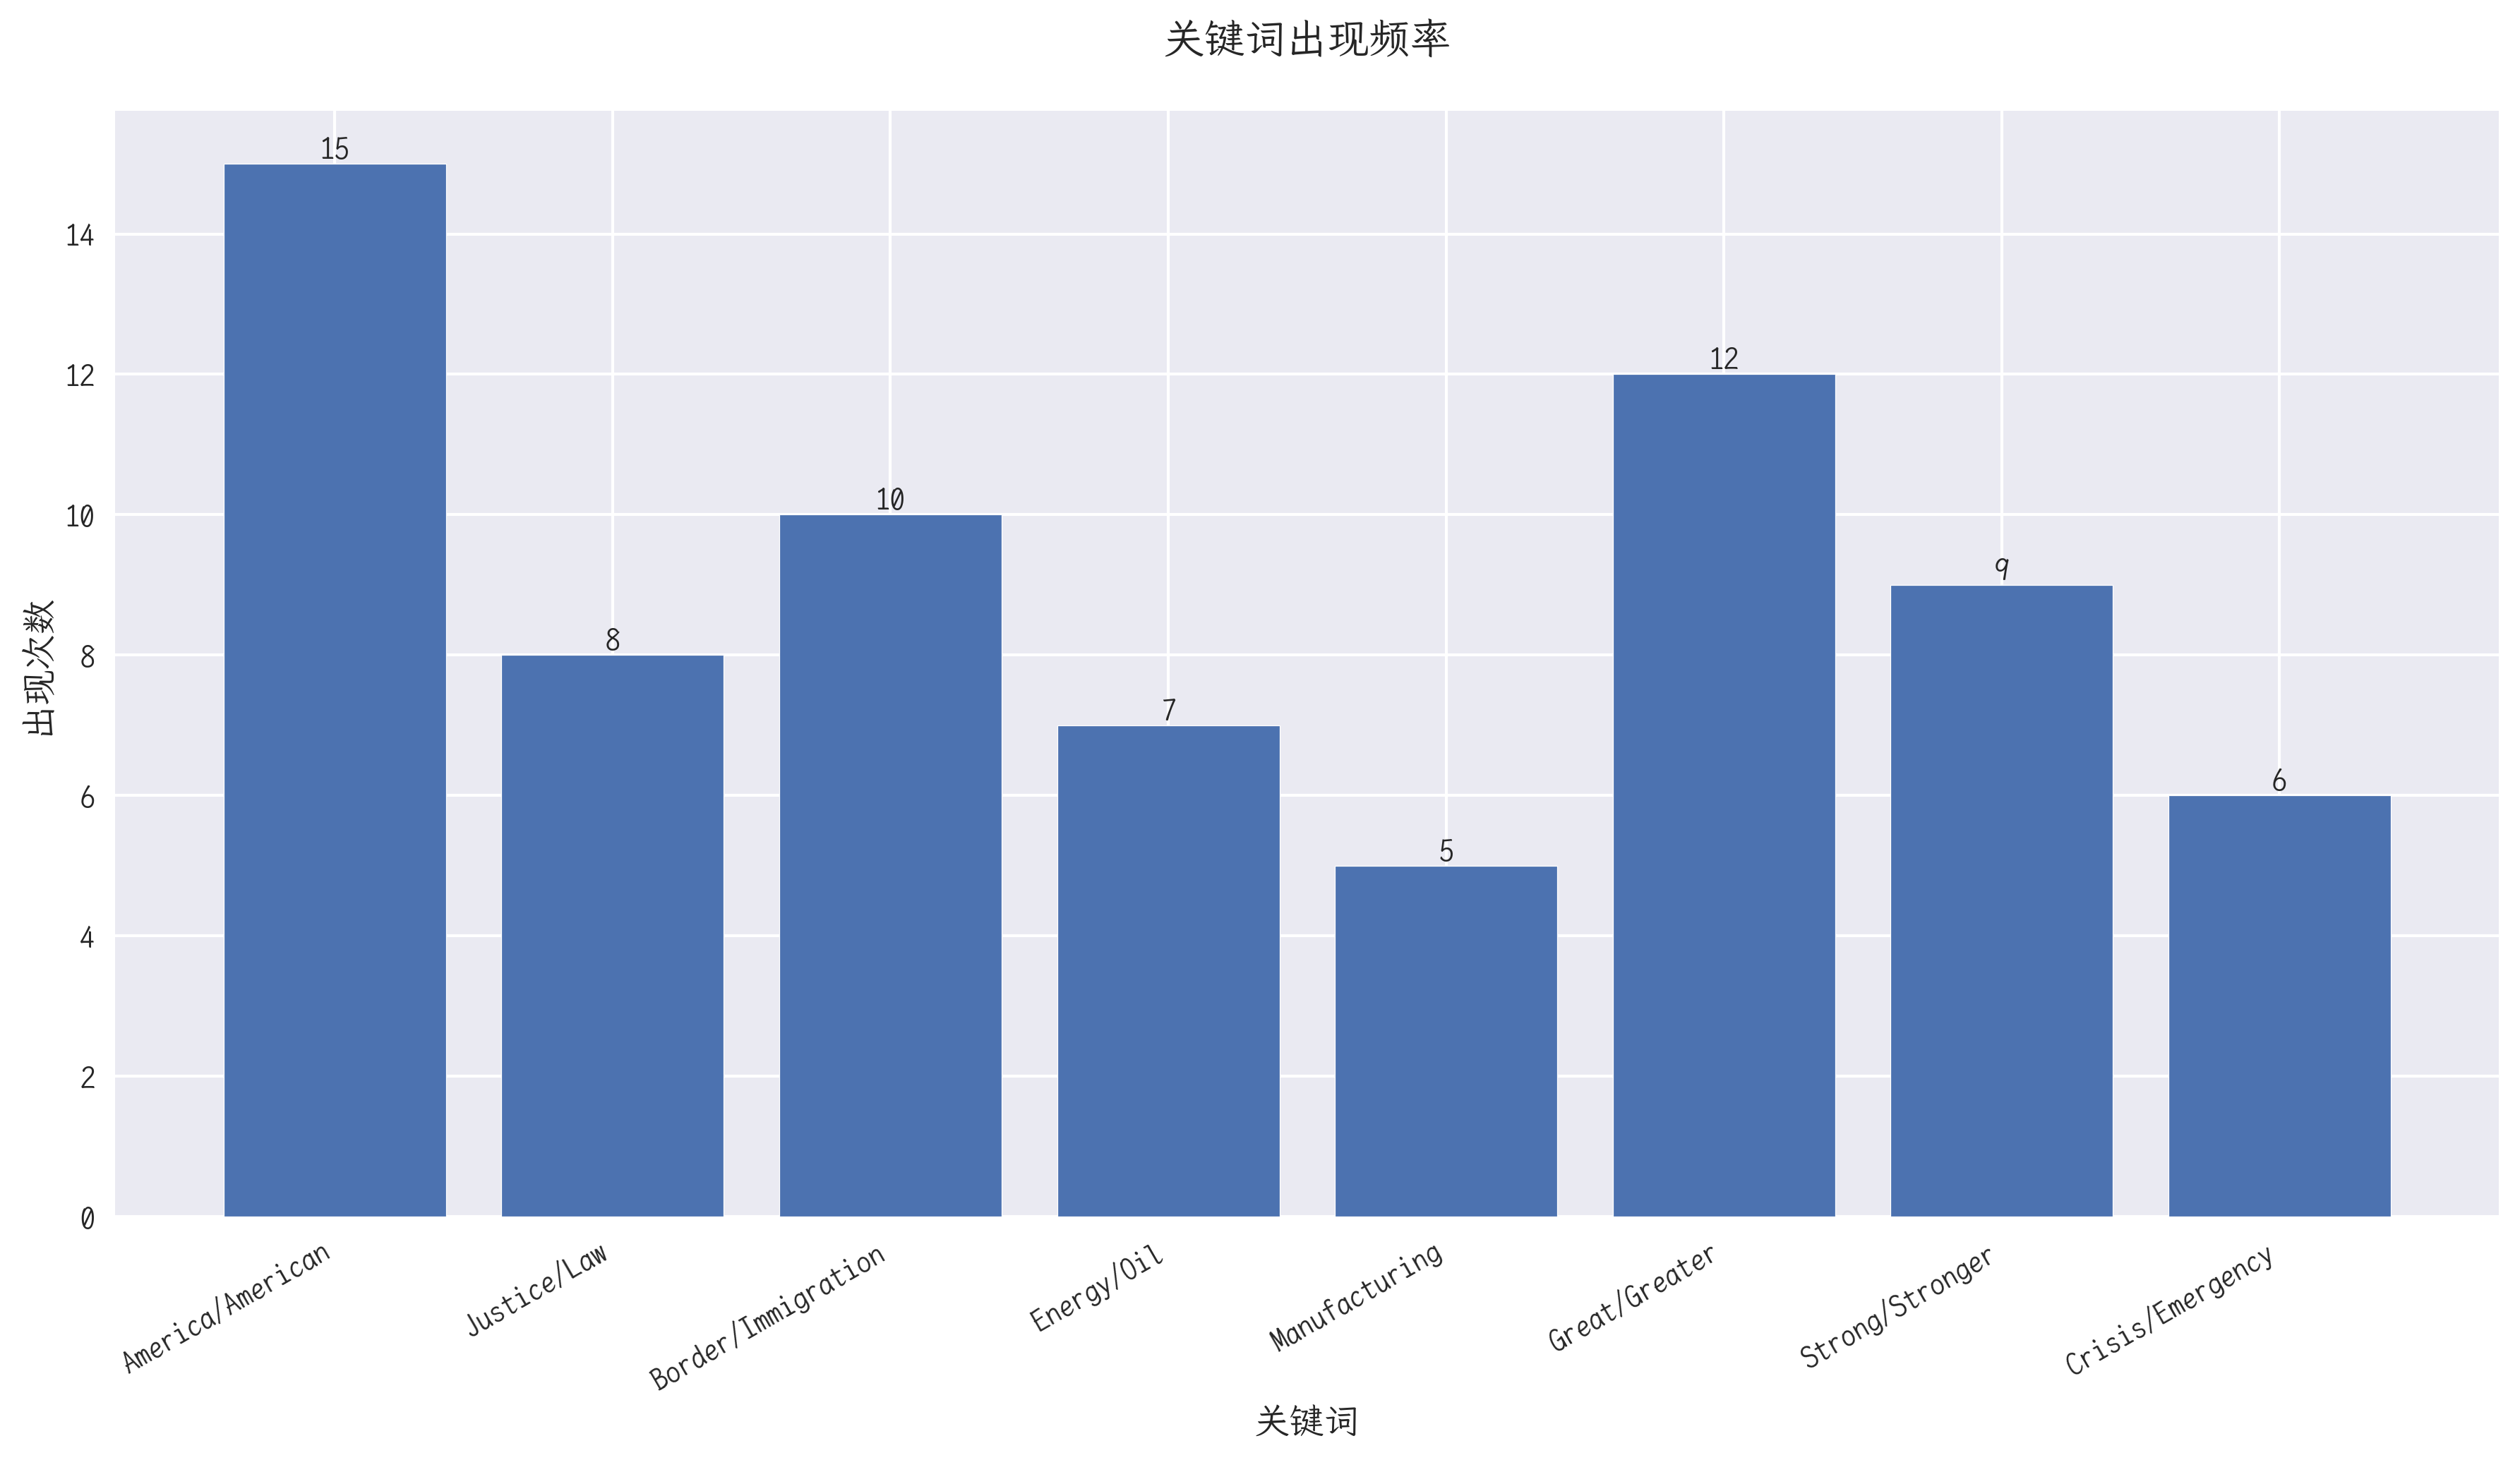 关键词出现频率
15
8
10
7
5
12
9
6
14
12
10
8
6
4
2
0
出现次数
America/American
Justice/Law
Border/Immigration
Energy/Oil
Manufacturing
Great/Greater
Strong/Stronger
Crisis/Emergency
关键词